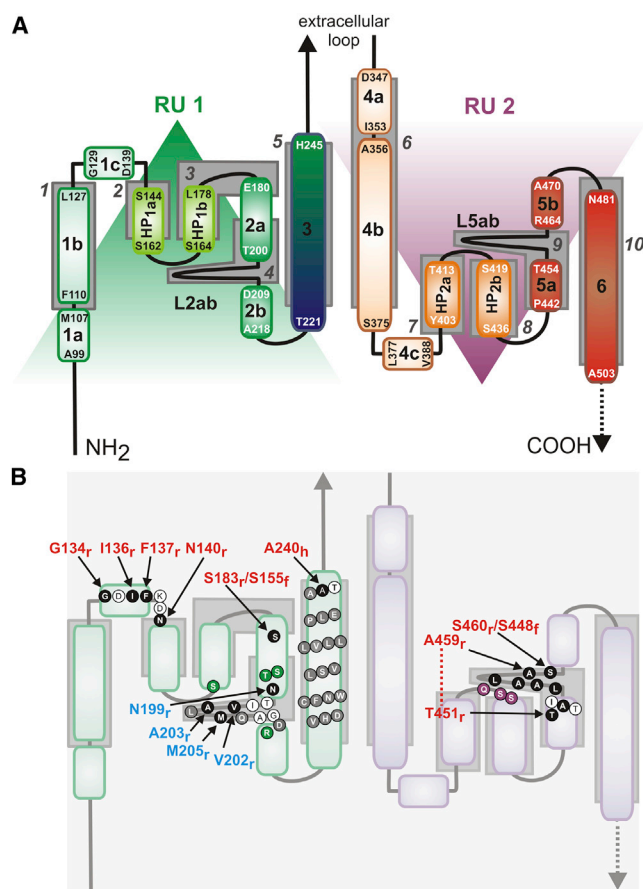 A
extracellular
loop
RU 1
RU 2
D347
4a
I353
G129
1c
D139
5
H245
A356
6
3
E180
1
L127
2
S144
HP1a
S162
L178
HP1b
S164
2a
T200
1b
F110
4
L2ab
D209
2b
A218
3
T221
M107
1a
A99
4b
S375
L377
4c
V388
7
T413
HP2a
Y403
S419
HP2b
S436
8
L5ab
9
A470
5b
R464
T454
5a
P442
N481
10
6
A503
NH2
COOH
B
G134r
I136r
F137r
N140r
A240h
S183r/S155f
S460r/S448f
A459r
T451r
N199r
A203r
M205r
V202r
G D I F K
D
N
S
T S
S
N
L A V I T
M Q A G D
R
A A T
P L E
L V L L
L S V
C F N W
V H D
A S
L A A L
Q S S
I A T
T